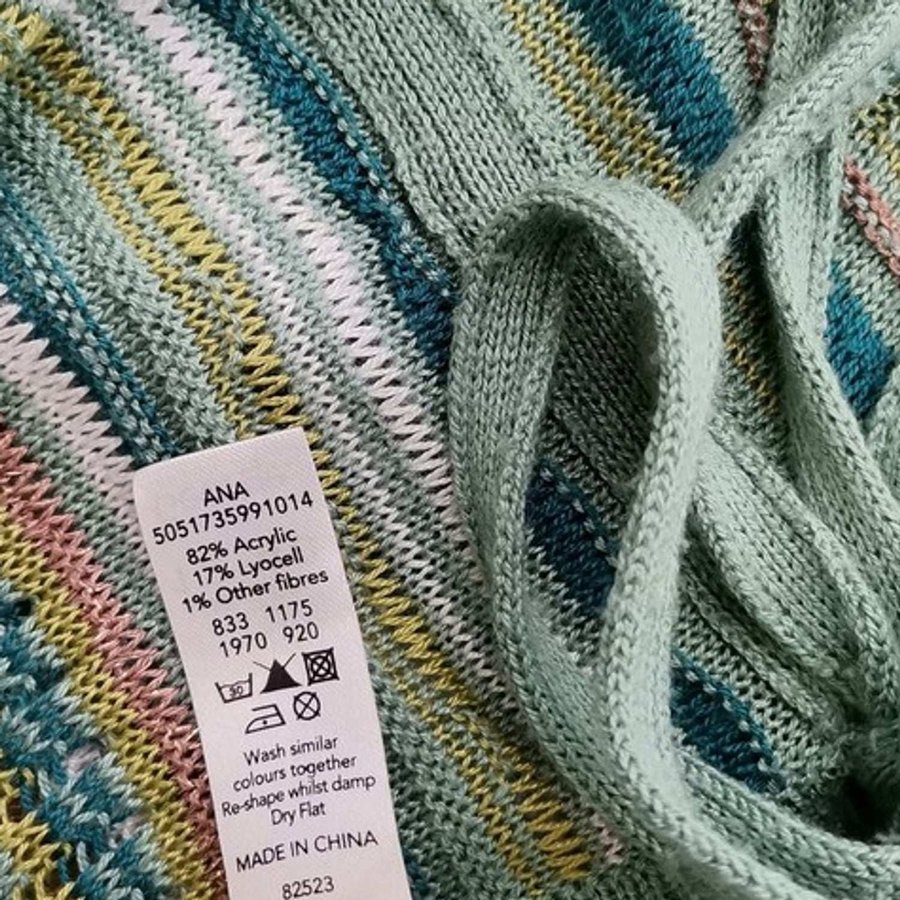 ANA
5051735991014
82% Acrylic
17% Lyocell
1% Other fibres
833 1175
1970 920
30
Wash similar
colours together
Re-shape whilst damp
Dry Flat
MADE IN CHINA
82523